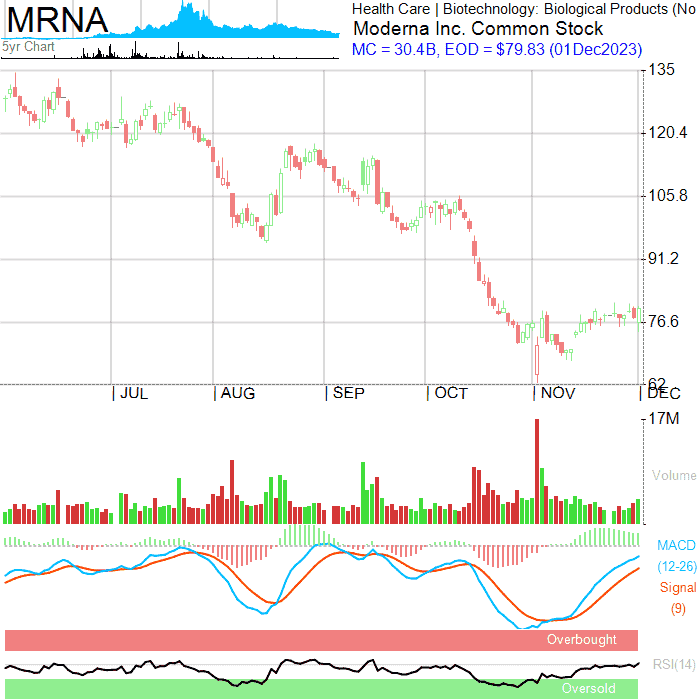 MRNA
5yr Chart
Health Care | Biotechnology: Biological Products (No
Moderna Inc. Common Stock
MC = 30.4B, EOD = $79.83 (01Dec2023)
135
120.4
105.8
91.2
76.6
62
JUL AUG SEP OCT NOV DEC
17M
Volume
MACD
(12-26)
Signal
(9)
Overbought
RSI(14)
Oversold